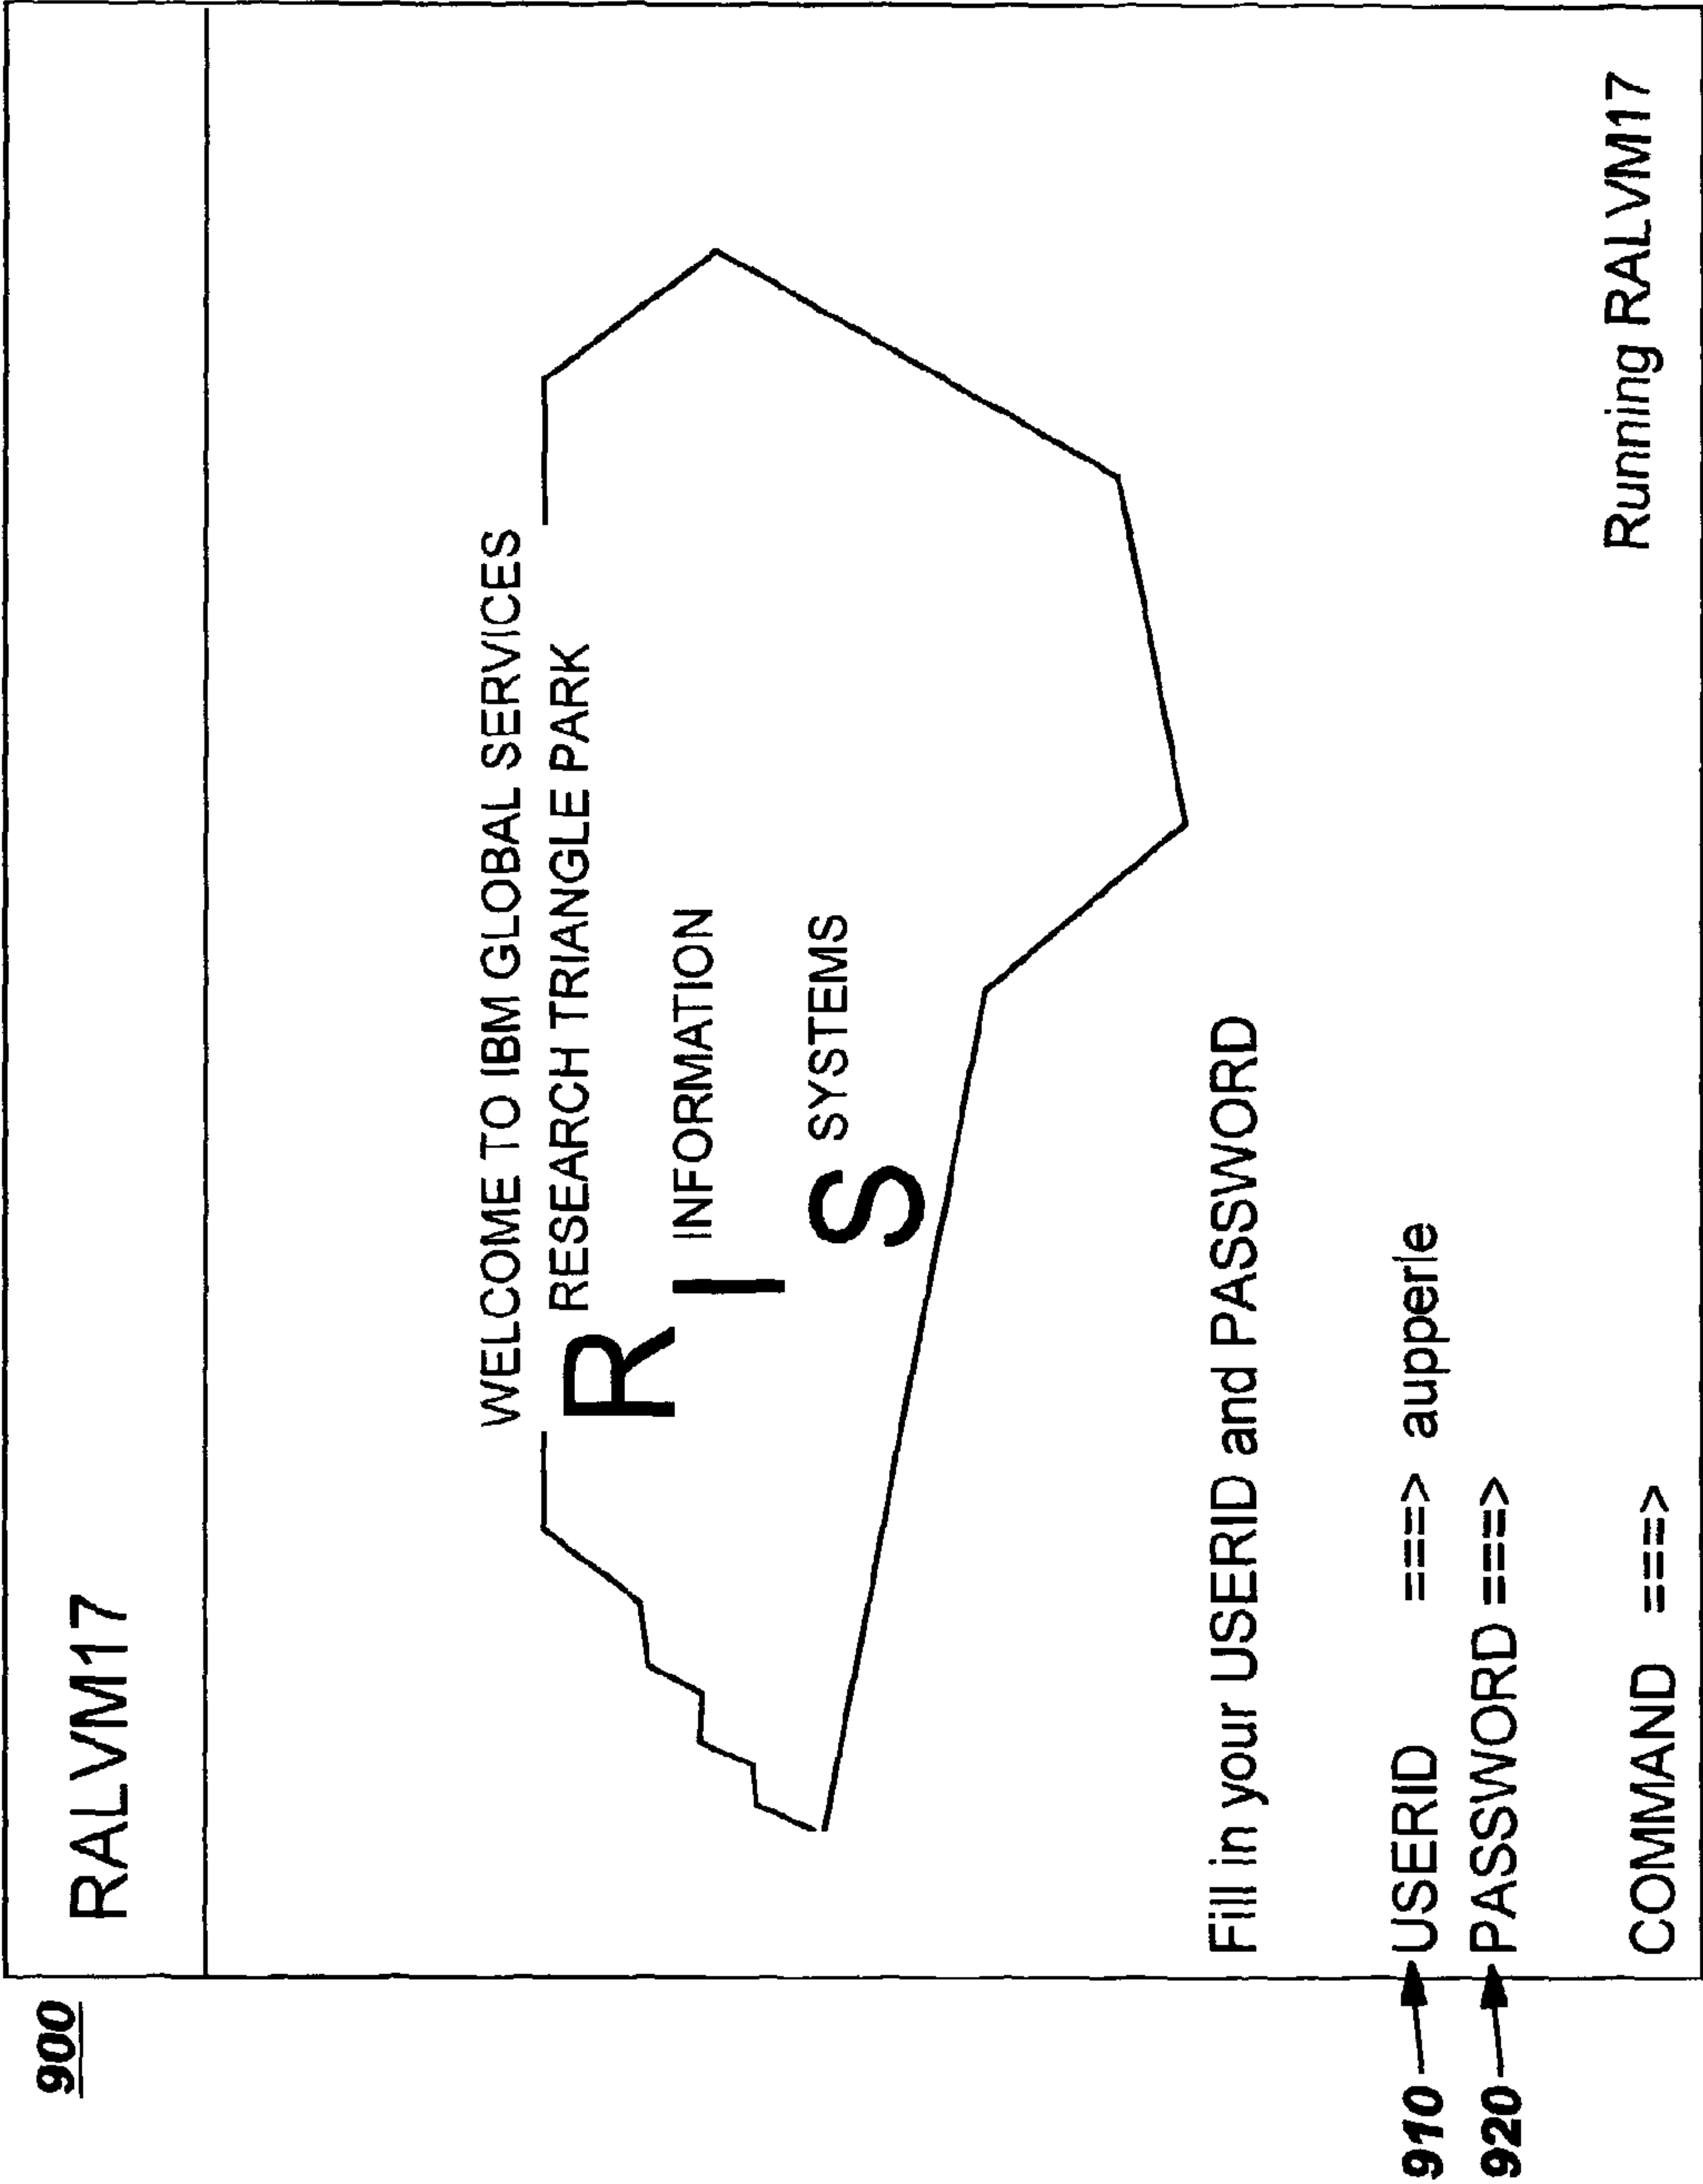 900
RALVM17
WELCOME TO IBM GLOBAL SERVICES
R RESEARCH TRIANGLE PARK
I INFORMATION
S SYSTEMS
Fill in your USERID and PASSWORD
910 USERID ===> aupperle
920 PASSWORD ===>
COMMAND ===>
Running RALVM17